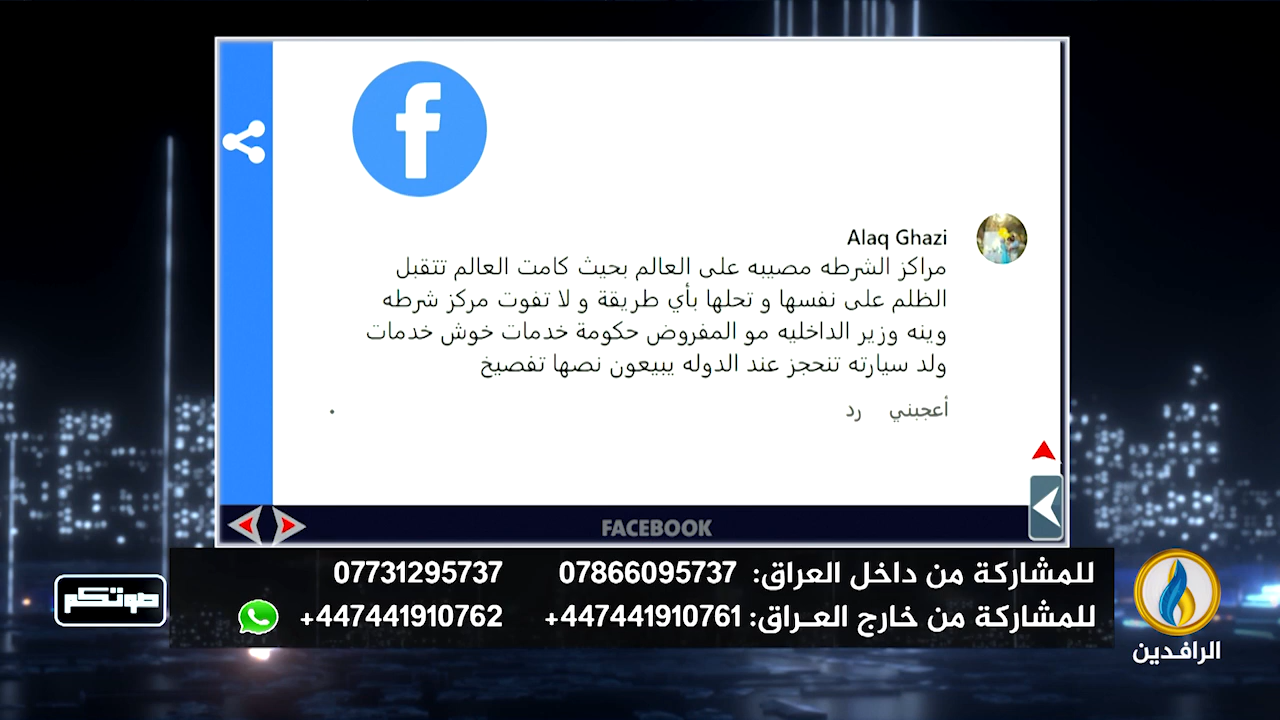 Alaq Ghazi
مراكز الشرطه مصيبه على العالم بحيث كامت العالم تتقبل
الظلم على نفسها و تحلها بأي طريقة و لا تفوت مركز شرطه
وينه وزير الداخليه مو المفروض حكومة خدمات خوش خدمات
ولد سيارته تنحجز عند الدوله يبيعون نصها تفصيخ
أعجبني رد
FACEBOOK
للمشاركة من داخل العراق: 07866095737 07731295737
للمشاركة من خارج العـراق: 447441910761+ 447441910762+
صوتكم
الرافدين